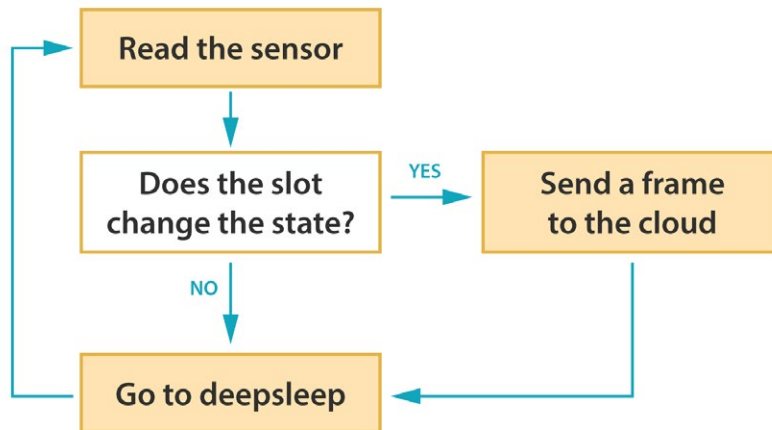 Read the sensor
Does the slot
change the state?
YES
Send a frame
to the cloud
NO
Go to deepsleep